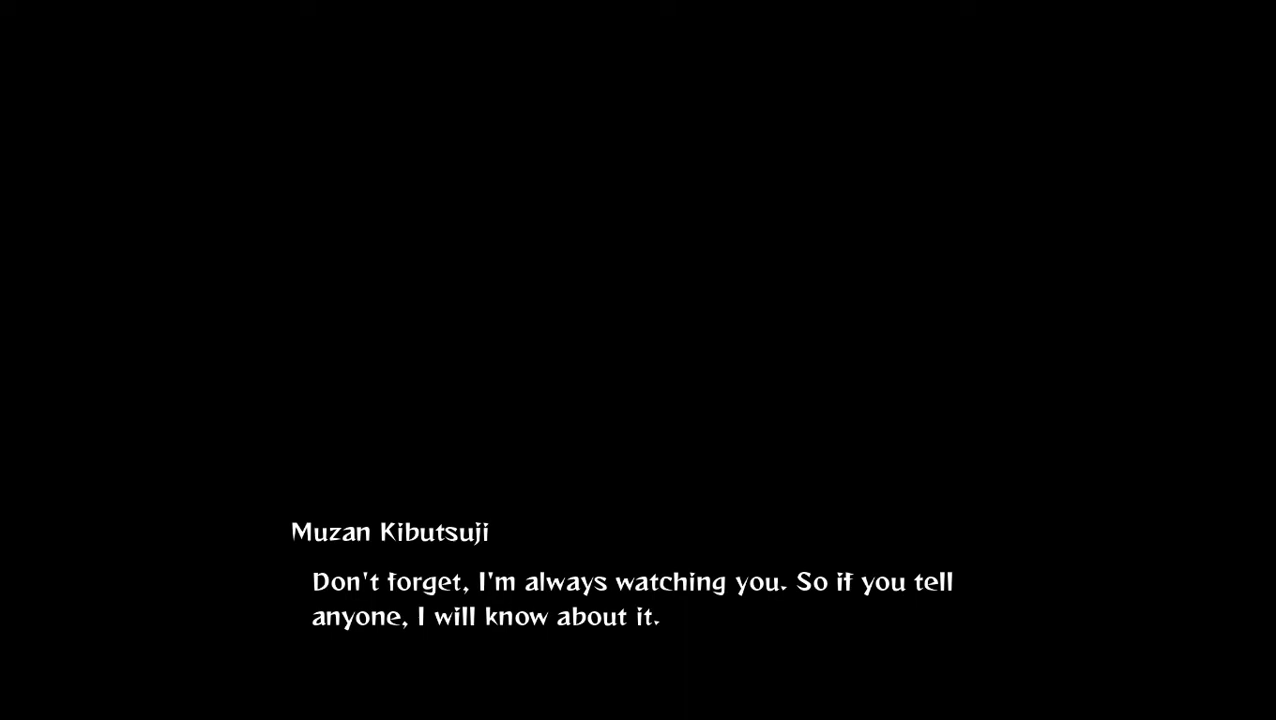 Muzan Kibutsuji
Don't forget, I'm always watching you. So if you tell
anyone, I will know about it.